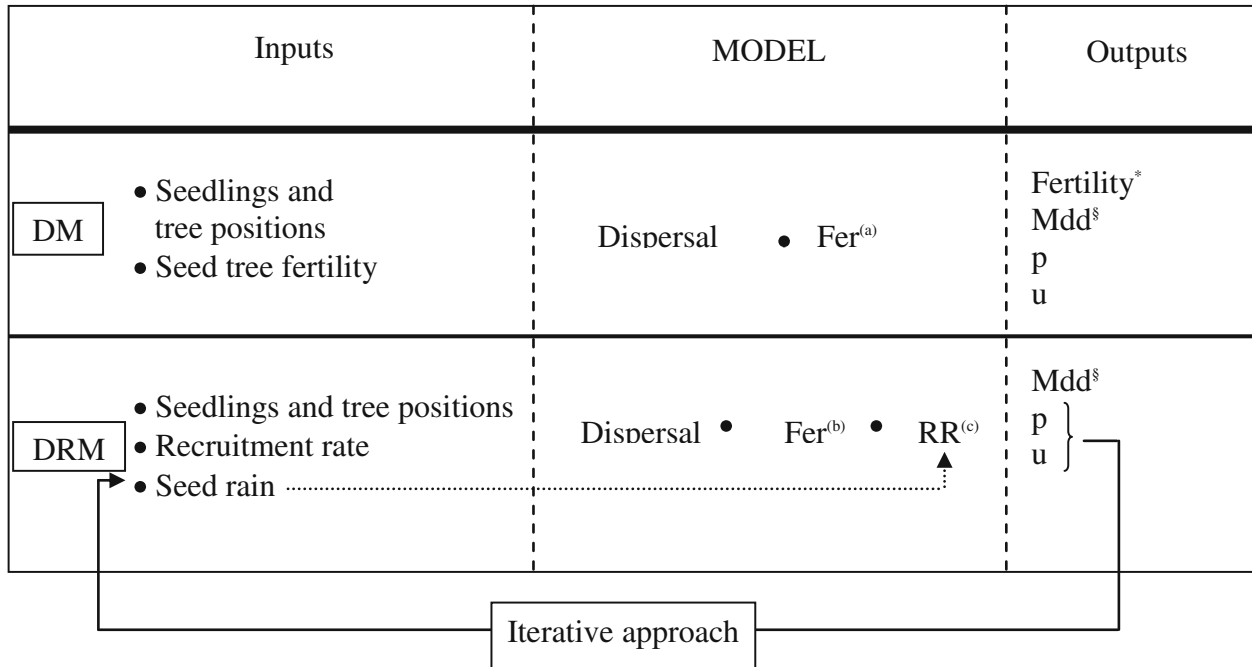 Inputs
MODEL
Outputs
DM
• Seedlings and
tree positions
• Seed tree fertility
Dispersal • Fer(a)
Fertility*
Mdd§
p
u
DRM
• Seedlings and tree positions
• Recruitment rate
• Seed rain
Dispersal • Fer(b) • RR(c)
Mdd§
p
u
Iterative approach